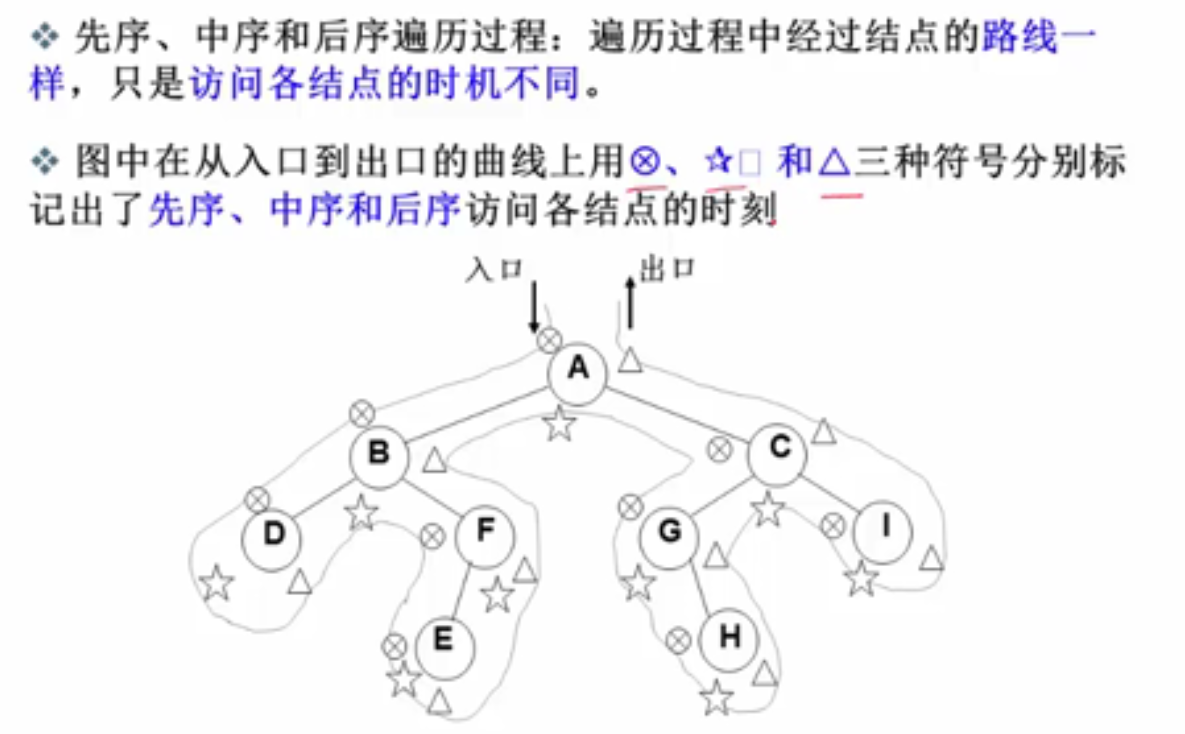 ❖ 先序、中序和后序遍历过程：遍历过程中经过结点的路线一
样，只是访问各结点的时机不同。
❖ 图中在从入口到出口的曲线上用⊗、☆□ 和△三种符号分别标
记出了先序、中序和后序访问各结点的时刻
入口 出口
A
B C
D F G I
E H